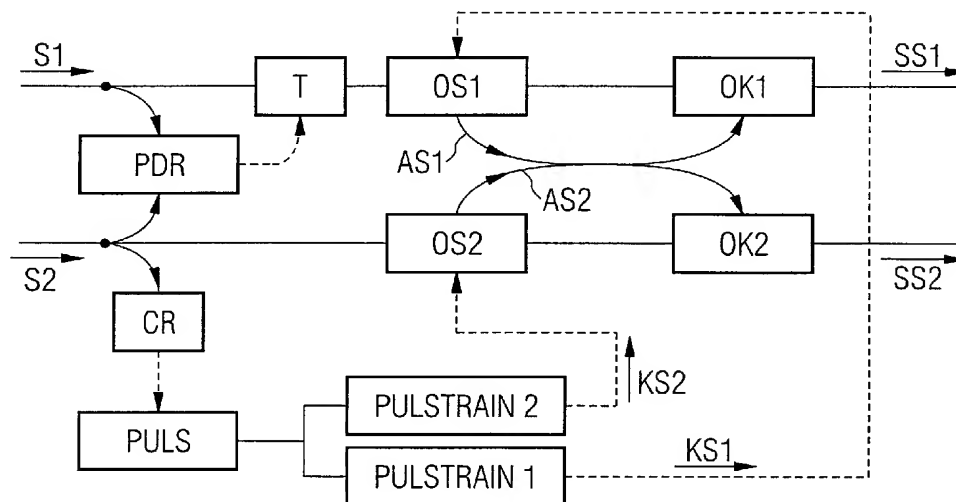 S1
T
OS1
OK1
SS1
PDR
AS1
AS2
S2
OS2
OK2
SS2
CR
KS2
PULS
PULSTRAIN 2
PULSTRAIN 1
KS1